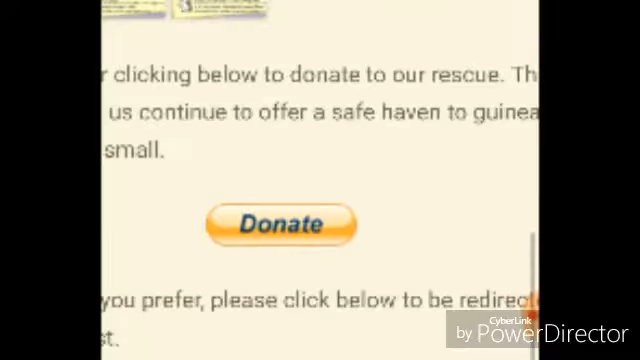 r clicking below to donate to our rescue. Th
us continue to offer a safe haven to guinea
small.
Donate
you prefer, please click below to be redirect
st.
CyberLink
by PowerDirector